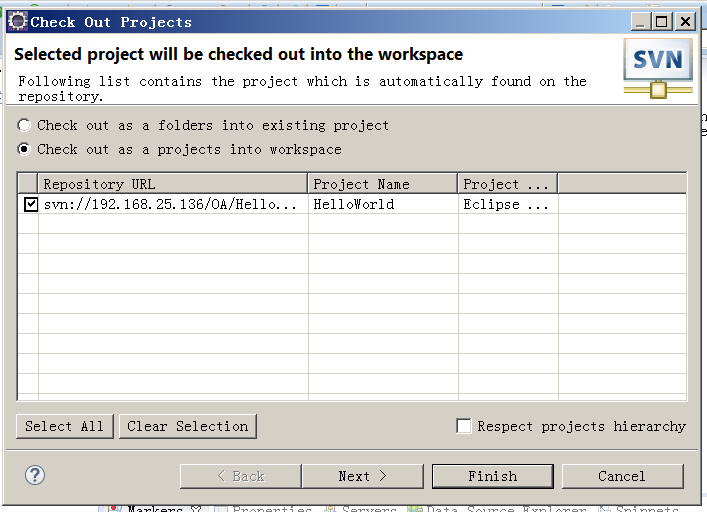 Check Out Projects
Selected project will be checked out into the workspace
Following list contains the project which is automatically found on the
repository.
SVN
Check out as a folders into existing project
Check out as a projects into workspace
Repository URL Project Name Project ...
svn://192.168.25.136/OA/Hello... HelloWorld Eclipse ...
Select All Clear Selection Respect projects hierarchy
? < Back Next > Finish Cancel
Markers Properties Servers Data Source Explorer Snippets